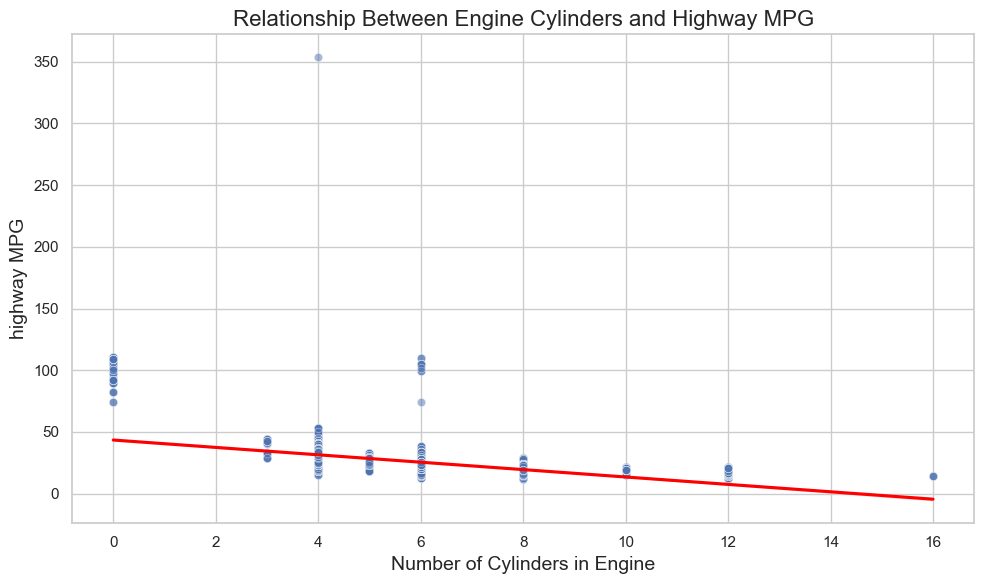 Relationship Between Engine Cylinders and Highway MPG
350
300
250
200
150
100
50
0
highway MPG
0 2 4 6 8 10 12 14 16
Number of Cylinders in Engine